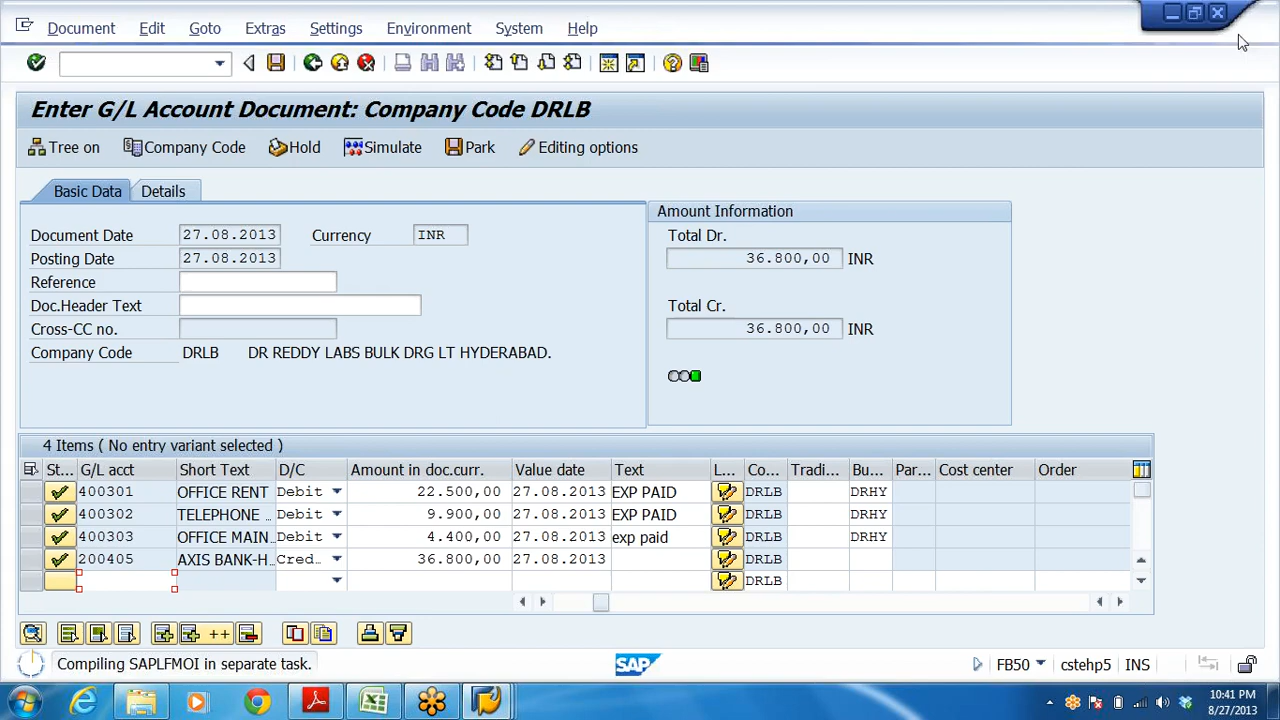 Document Edit Goto Extras Settings Environment System Help
Enter G/L Account Document: Company Code DRLB
Tree on Company Code Hold Simulate Park Editing options
Basic Data Details
Amount Information
Document Date 27.08.2013 Currency INR
Total Dr.
Posting Date 27.08.2013
36.800,00 INR
Reference
Doc.Header Text
Total Cr.
Cross-CC no.
36.800,00 INR
Company Code DRLB DR REDDY LABS BULK DRG LT HYDERABAD.
4 Items ( No entry variant selected )
St... G/L acct Short Text D/C Amount in doc.curr. Value date Text L... Co... Tradi... Bu... Par... Cost center Order
400301 OFFICE RENT Debit 22.500,00 27.08.2013 EXP PAID DRLB DRHY
400302 TELEPHONE ... Debit 9.900,00 27.08.2013 EXP PAID DRLB DRHY
400303 OFFICE MAIN... Debit 4.400,00 27.08.2013 exp paid DRLB DRHY
200405 AXIS BANK-H... Cred... 36.800,00 27.08.2013 DRLB
DRLB
++
Compiling SAPLFMOI in separate task. SAP FB50 cstehp5 INS
10:41 PM
8/27/2013